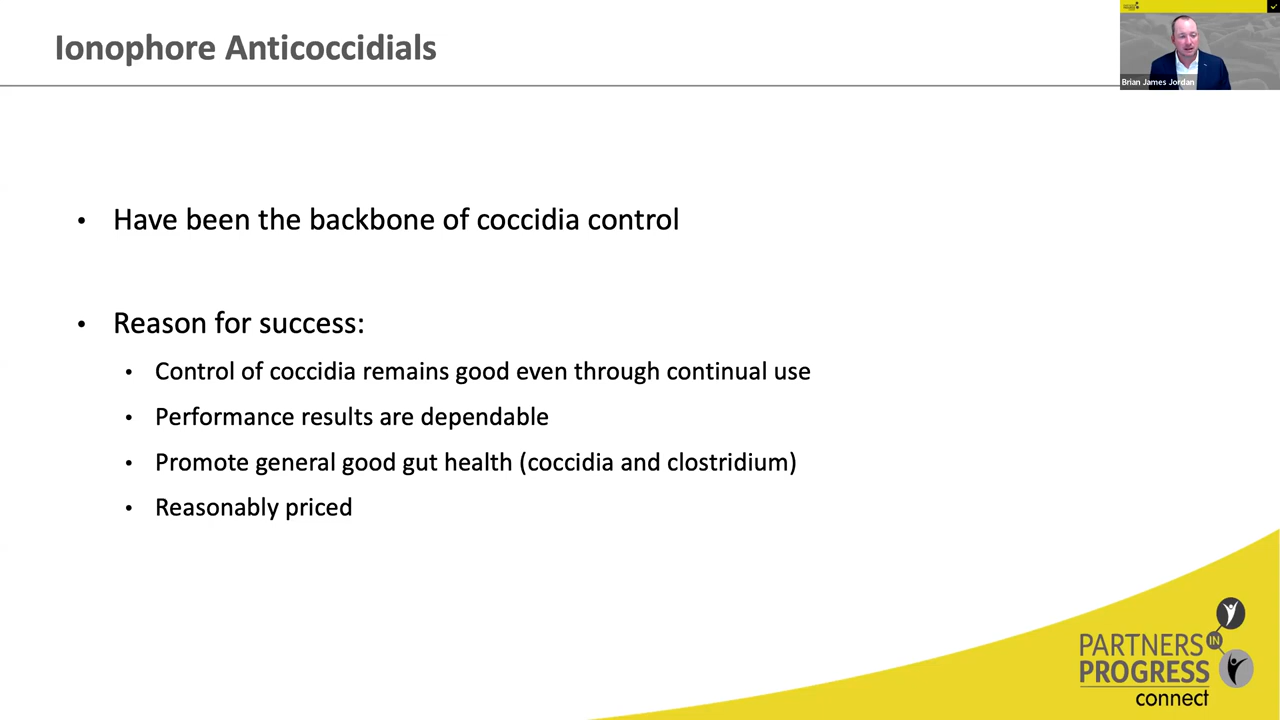 Ionophore Anticoccidials
Brian James Jordan
• Have been the backbone of coccidia control
• Reason for success:
• Control of coccidia remains good even through continual use
• Performance results are dependable
• Promote general good gut health (coccidia and clostridium)
• Reasonably priced
PARTNERS IN
PROGRESS
connect